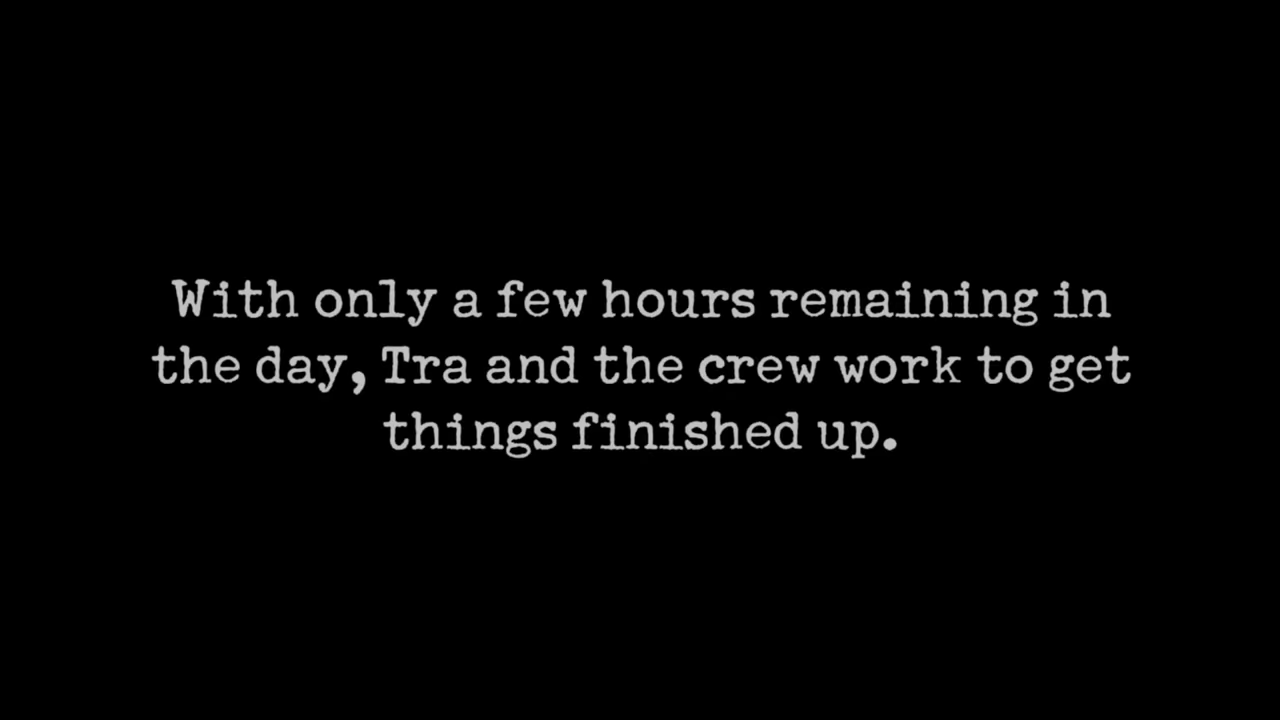 With only a few hours remaining in
the day, Tra and the crew work to get
things finished up.